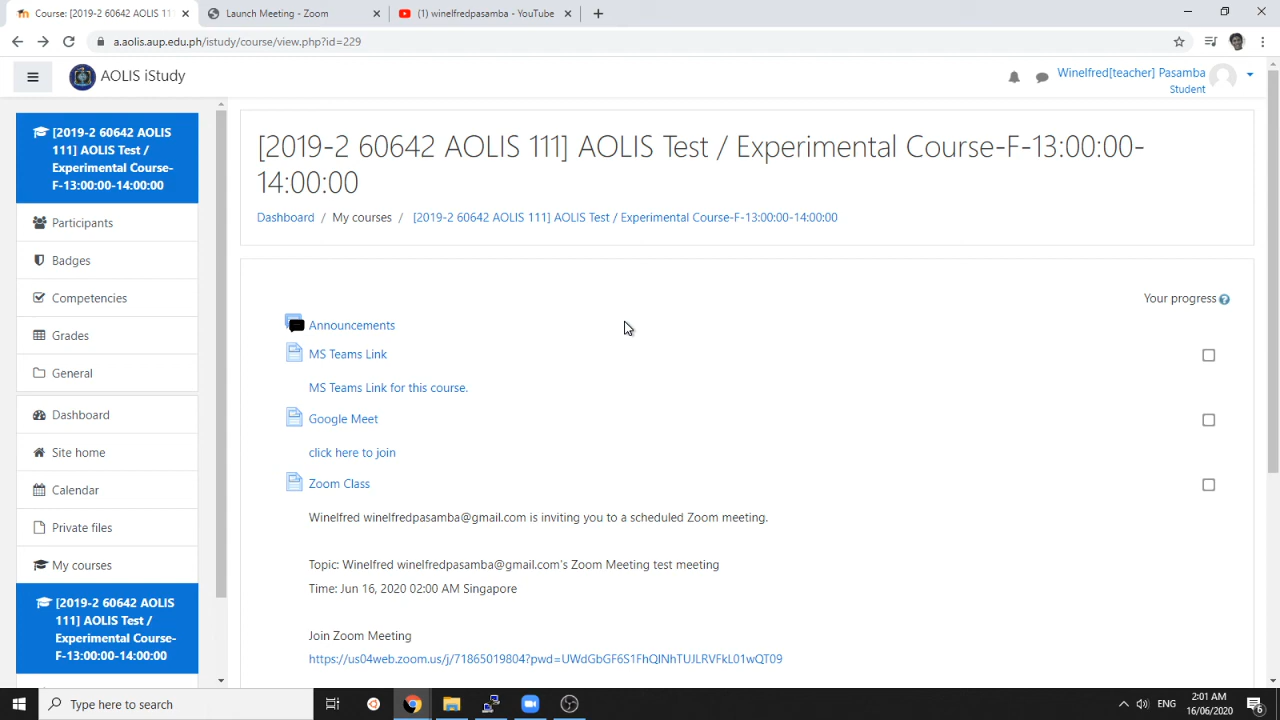 Course: [2019-2 60642 AOLIS 11
Launch Meeting - Zoom
(1) winelfredpasamba - YouTube
a.aolis.aup.edu.ph/istudy/course/view.php?id=229
AOLIS iStudy
Winelfred[teacher] Pasamba
Student
[2019-2 60642 AOLIS
111] AOLIS Test /
Experimental Course-
F-13:00:00-14:00:00
Participants
Badges
Competencies
Grades
General
Dashboard
Site home
Calendar
Private files
My courses
[2019-2 60642 AOLIS
111] AOLIS Test /
Experimental Course-
F-13:00:00-14:00:00
[2019-2 60642 AOLIS 111] AOLIS Test / Experimental Course-F-13:00:00-
14:00:00
Dashboard / My courses / [2019-2 60642 AOLIS 111] AOLIS Test / Experimental Course-F-13:00:00-14:00:00
Your progress
Announcements
MS Teams Link
MS Teams Link for this course.
Google Meet
click here to join
Zoom Class
Winelfred winelfredpasamba@gmail.com is inviting you to a scheduled Zoom meeting.
Topic: Winelfred winelfredpasamba@gmail.com's Zoom Meeting test meeting
Time: Jun 16, 2020 02:00 AM Singapore
Join Zoom Meeting
https://us04web.zoom.us/j/71865019804?pwd=UWdGbGF6S1FhQlNhTUJLRVFkL01wQT09
Type here to search
ENG
2:01 AM
16/06/2020
6